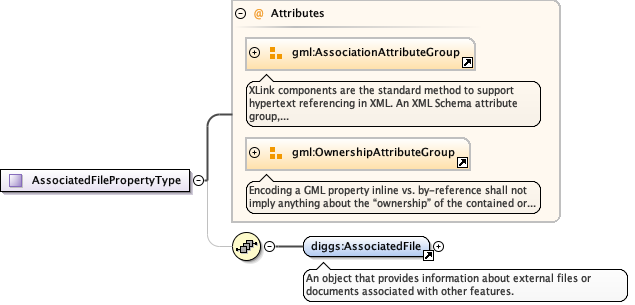 @ Attributes
gml:AssociationAttributeGroup
XLink components are the standard method to support
hypertext referencing in XML. An XML Schema attribute
group,...
gml:OwnershipAttributeGroup
Encoding a GML property inline vs. by-reference shall not
imply anything about the “ownership” of the contained or...
AssociatedFilePropertyType
diggs:AssociatedFile
An object that provides information about external files or
documents associated with other features.